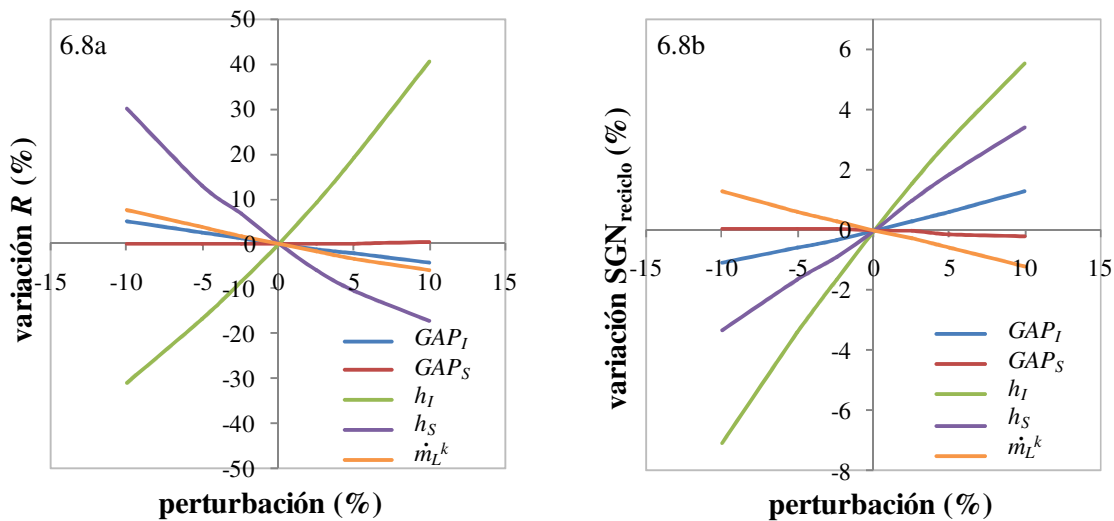 6.8a
50
40
30
20
10
0
-10
-20
-30
-40
-50
-15
-10
-5
0
5
10
15
variación R (%)
perturbación (%)
GAP_I
GAP_S
h_I
h_S
ṁ_L^k
6.8b
6
4
2
0
-2
-4
-6
-8
-15
-10
-5
0
5
10
15
variación SGN_reciclo (%)
perturbación (%)
GAP_I
GAP_S
h_I
h_S
ṁ_L^k